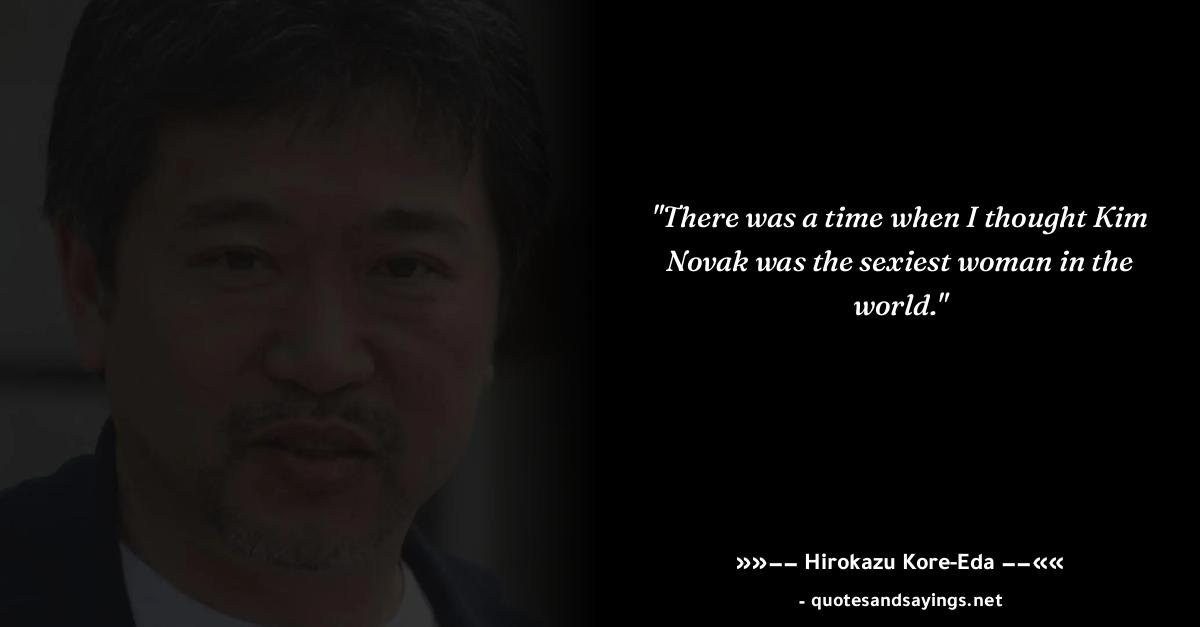 "There was a time when I thought Kim
Novak was the sexiest woman in the
world."
»»−− Hirokazu Kore-Eda −−««
- quotesandsayings.net